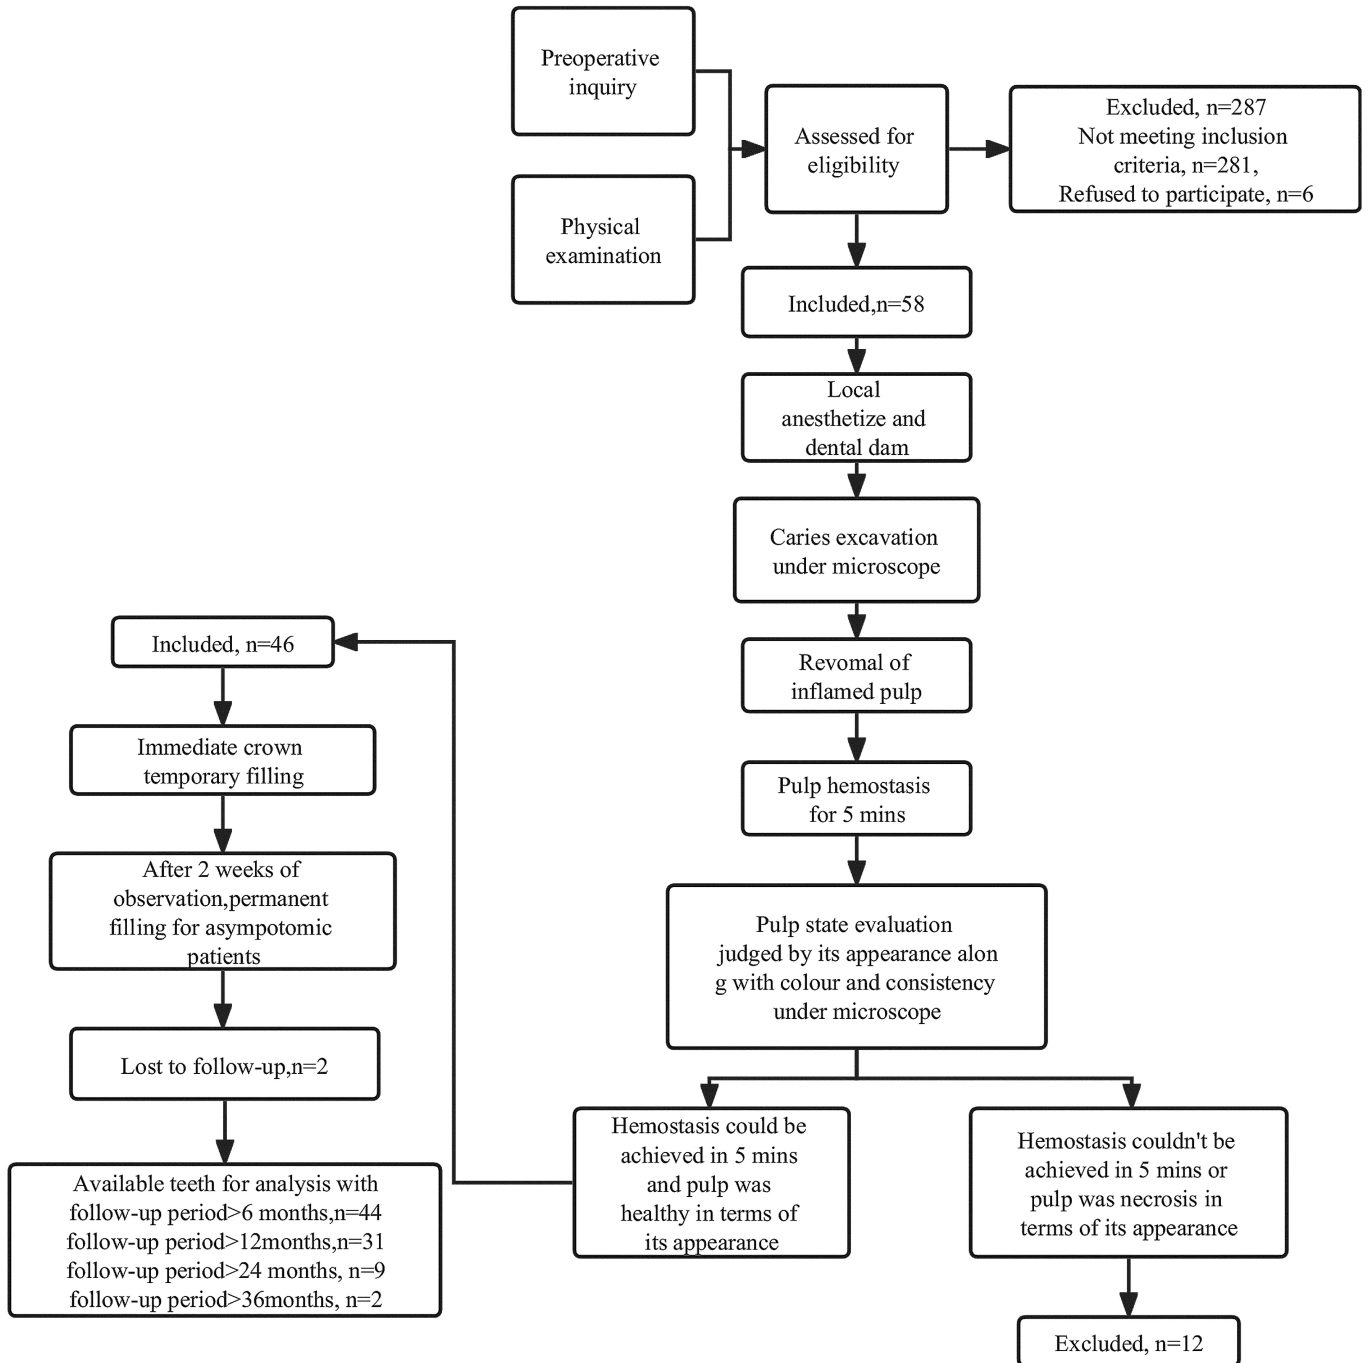 Preoperative
inquiry
Physical
examination
Assessed for
eligibility
Excluded, n=287
Not meeting inclusion
criteria, n=281,
Refused to participate, n=6
Included,n=58
Local
anesthetize and
dental dam
Caries excavation
under microscope
Revomal of
inflamed pulp
Pulp hemostasis
for 5 mins
Pulp state evaluation
judged by its appearance alon
g with colour and consistency
under microscope
Hemostasis could be
achieved in 5 mins
and pulp was
healthy in terms of
its appearance
Hemostasis couldn't be
achieved in 5 mins or
pulp was necrosis in
terms of its appearance
Excluded, n=12
Included, n=46
Immediate crown
temporary filling
After 2 weeks of
observation,permanent
filling for asympotomic
patients
Lost to follow-up,n=2
Available teeth for analysis with
follow-up period>6 months,n=44
follow-up period>12months,n=31
follow-up period>24 months, n=9
follow-up period>36months, n=2